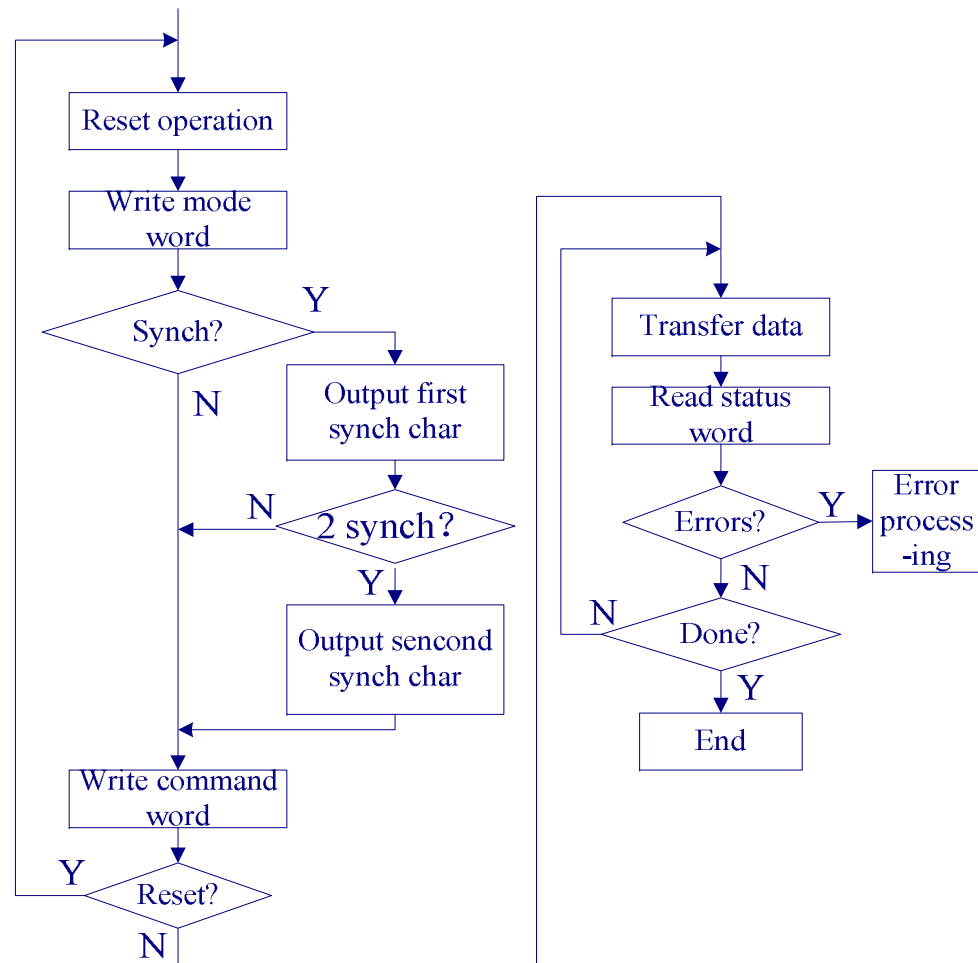 Reset operation
Write mode
word
Synch?
Y
N
Output first
synch char
2 synch?
N
Y
Output sencond
synch char
Write command
word
Reset?
Y
N
Transfer data
Read status
word
Errors?
Y
Error
process
-ing
N
Done?
N
Y
End